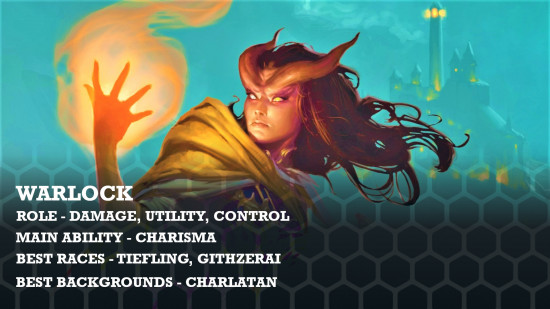 WARLOCK
ROLE - DAMAGE, UTILITY, CONTROL
MAIN ABILITY - CHARISMA
BEST RACES - TIEFLING, GITHZERAI
BEST BACKGROUNDS - CHARLATAN